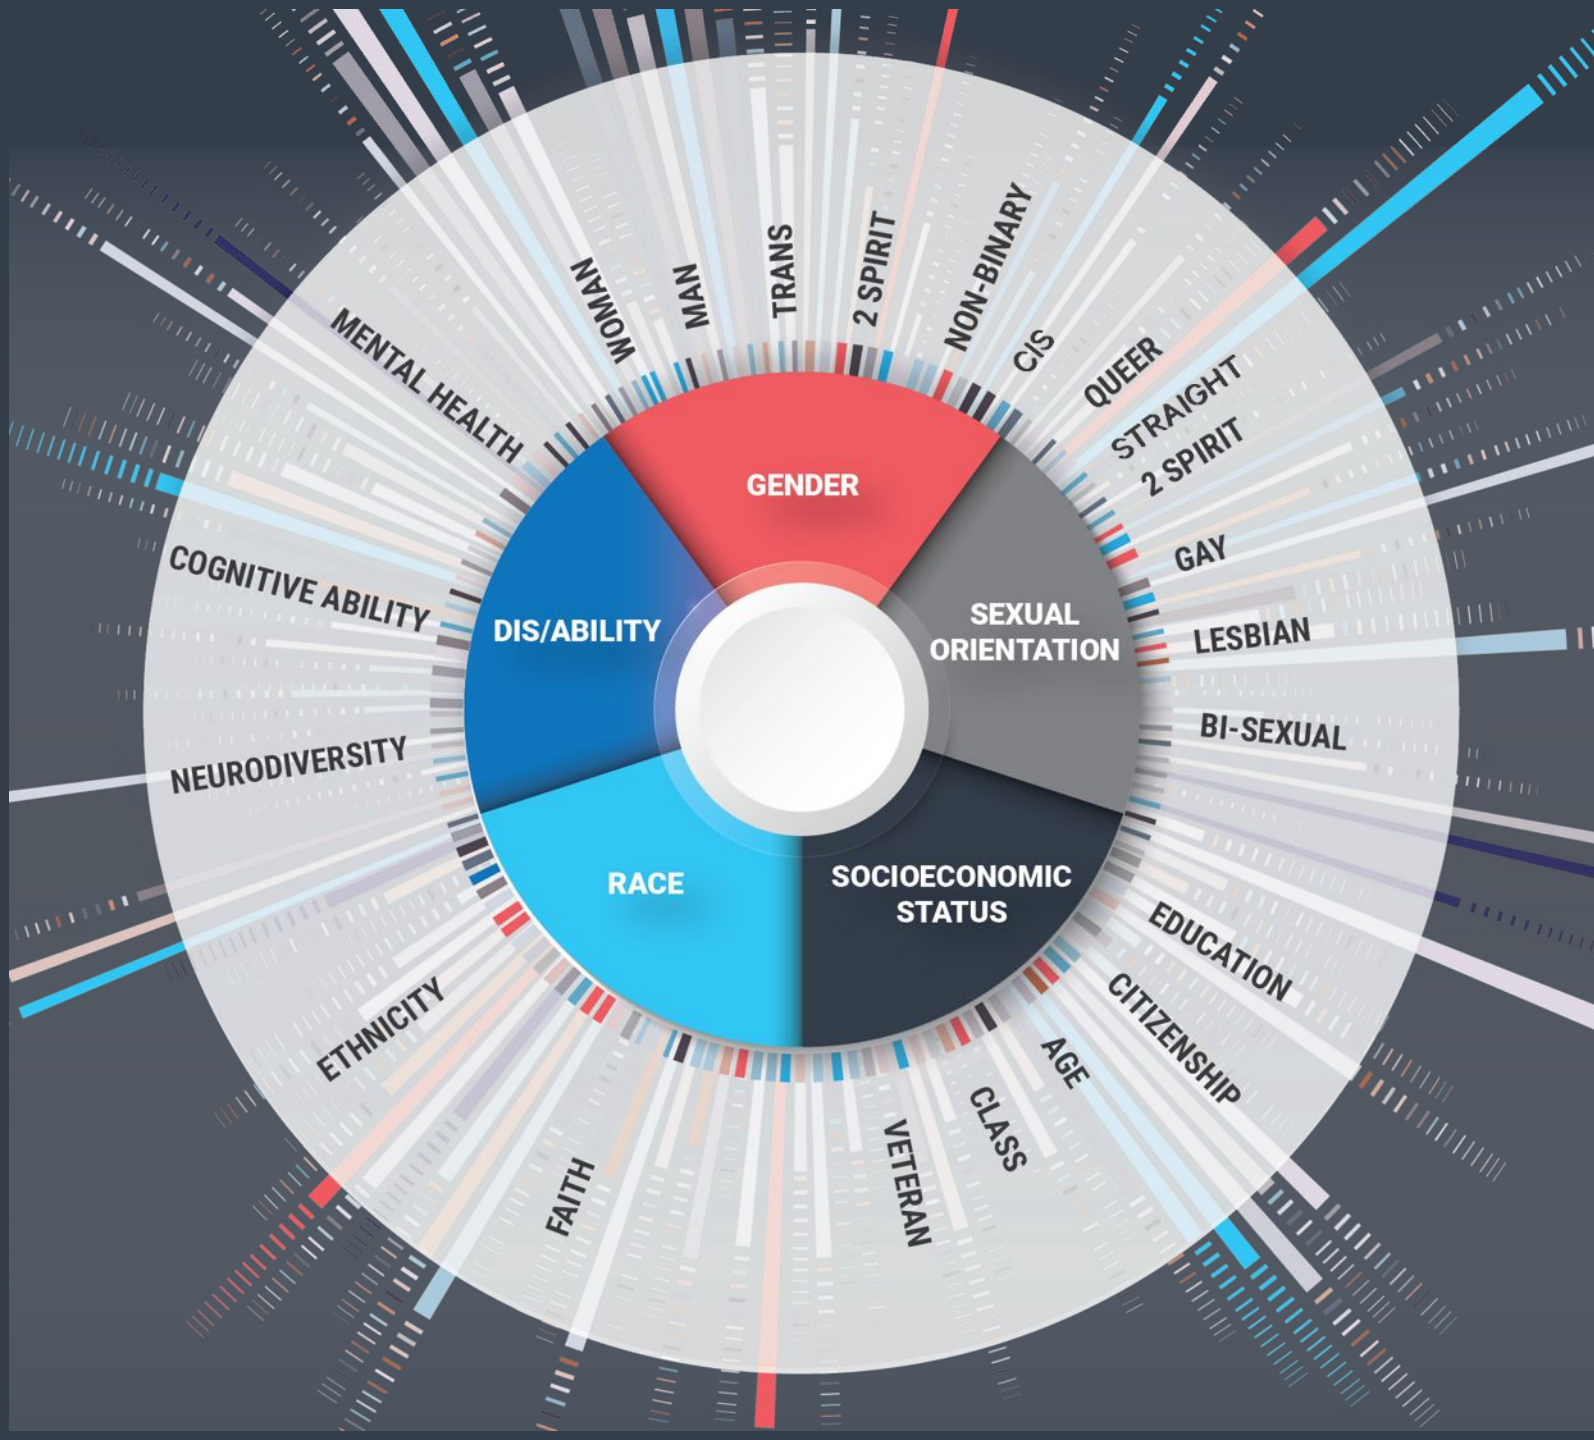 WOMAN
MAN
TRANS
2 SPIRIT
NON-BINARY
CIS
QUEER
STRAIGHT
2 SPIRIT
GAY
LESBIAN
BI-SEXUAL
EDUCATION
CITIZENSHIP
AGE
CLASS
VETERAN
FAITH
ETHNICITY
NEURODIVERSITY
COGNITIVE ABILITY
MENTAL HEALTH
GENDER
SEXUAL
ORIENTATION
SOCIOECONOMIC
STATUS
RACE
DIS/ABILITY